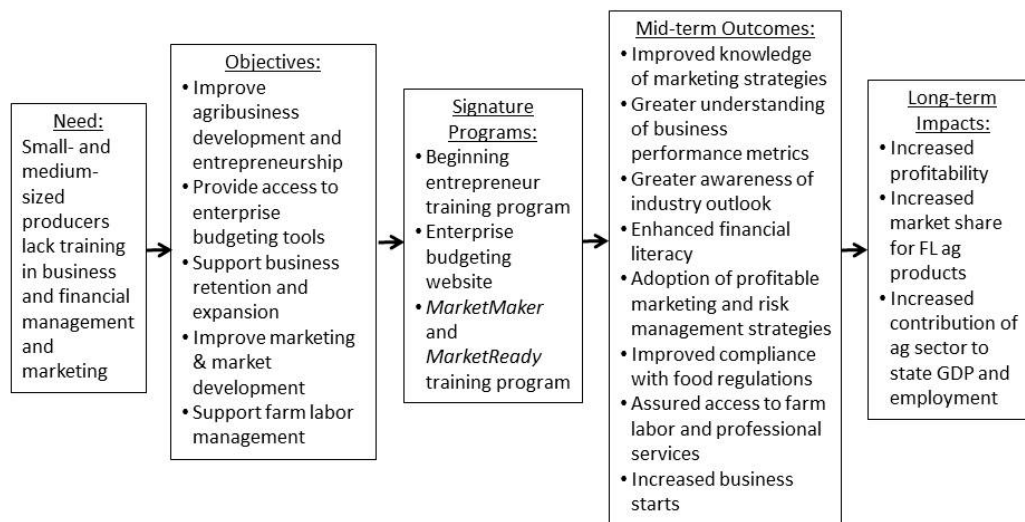 Need:
Small- and
medium-
sized
producers
lack training
in business
and financial
management
and
marketing
Objectives:
• Improve
agribusiness
development and
entrepreneurship
• Provide access to
enterprise
budgeting tools
• Support business
retention and
expansion
• Improve marketing
& market
development
• Support farm labor
management
Signature
Programs:
• Beginning
entrepreneur
training program
• Enterprise
budgeting
website
• MarketMaker
and
MarketReady
training program
Mid-term Outcomes:
• Improved knowledge
of marketing strategies
• Greater understanding
of business
performance metrics
• Greater awareness of
industry outlook
• Enhanced financial
literacy
• Adoption of profitable
marketing and risk
management strategies
• Improved compliance
with food regulations
• Assured access to farm
labor and professional
services
• Increased business
starts
Long-term
Impacts:
• Increased
profitability
• Increased
market share
for FL ag
products
• Increased
contribution of
ag sector to
state GDP and
employment